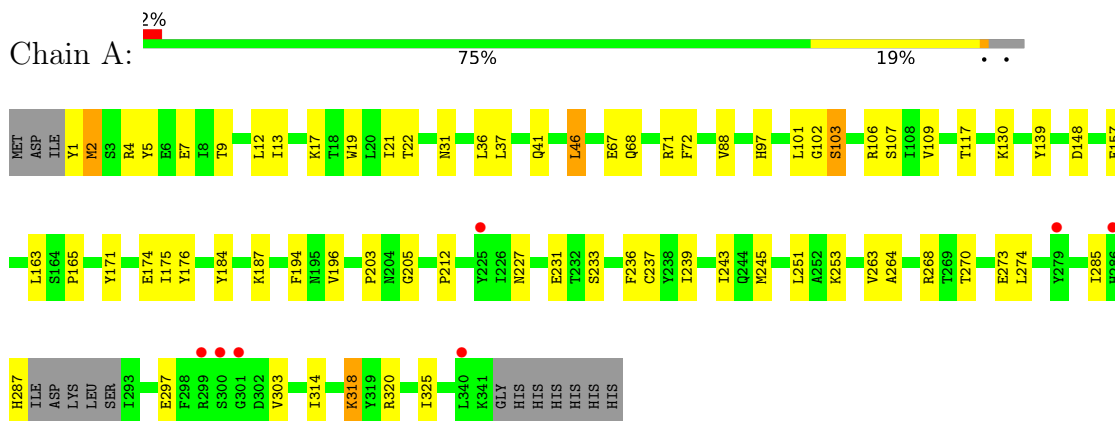 2%
Chain A:
75% 19% • •
MET ASP ILE Y1 M2 S3 R4 Y5 E6 E7 I8 T9 L12 I13 K17 T18 W19 L20 I21 T22 N31 L36 L37 Q41 L46 E67 Q68 R71 F72 V88 H97 L101 G102 S103 R106 S107 I108 V109 T117 K130 Y139 D148
L163 S164 P165 Y171 E174 I175 Y176 Y184 K187 F194 N195 V196 P203 N204 G205 P212 Y225 I226 N227 E231 T232 S233 F236 C237 Y238 I239 I243 Q244 M245 L251 A252 K253 V263 A264 R268 T269 T270 E273 L274 Y279 I285
H287 ILE ASP LYS LEU SER I293 E297 F298 R299 S300 G301 D302 V303 I314 K318 Y319 R320 I325 L340 K341 GLY HIS HIS HIS HIS HIS HIS